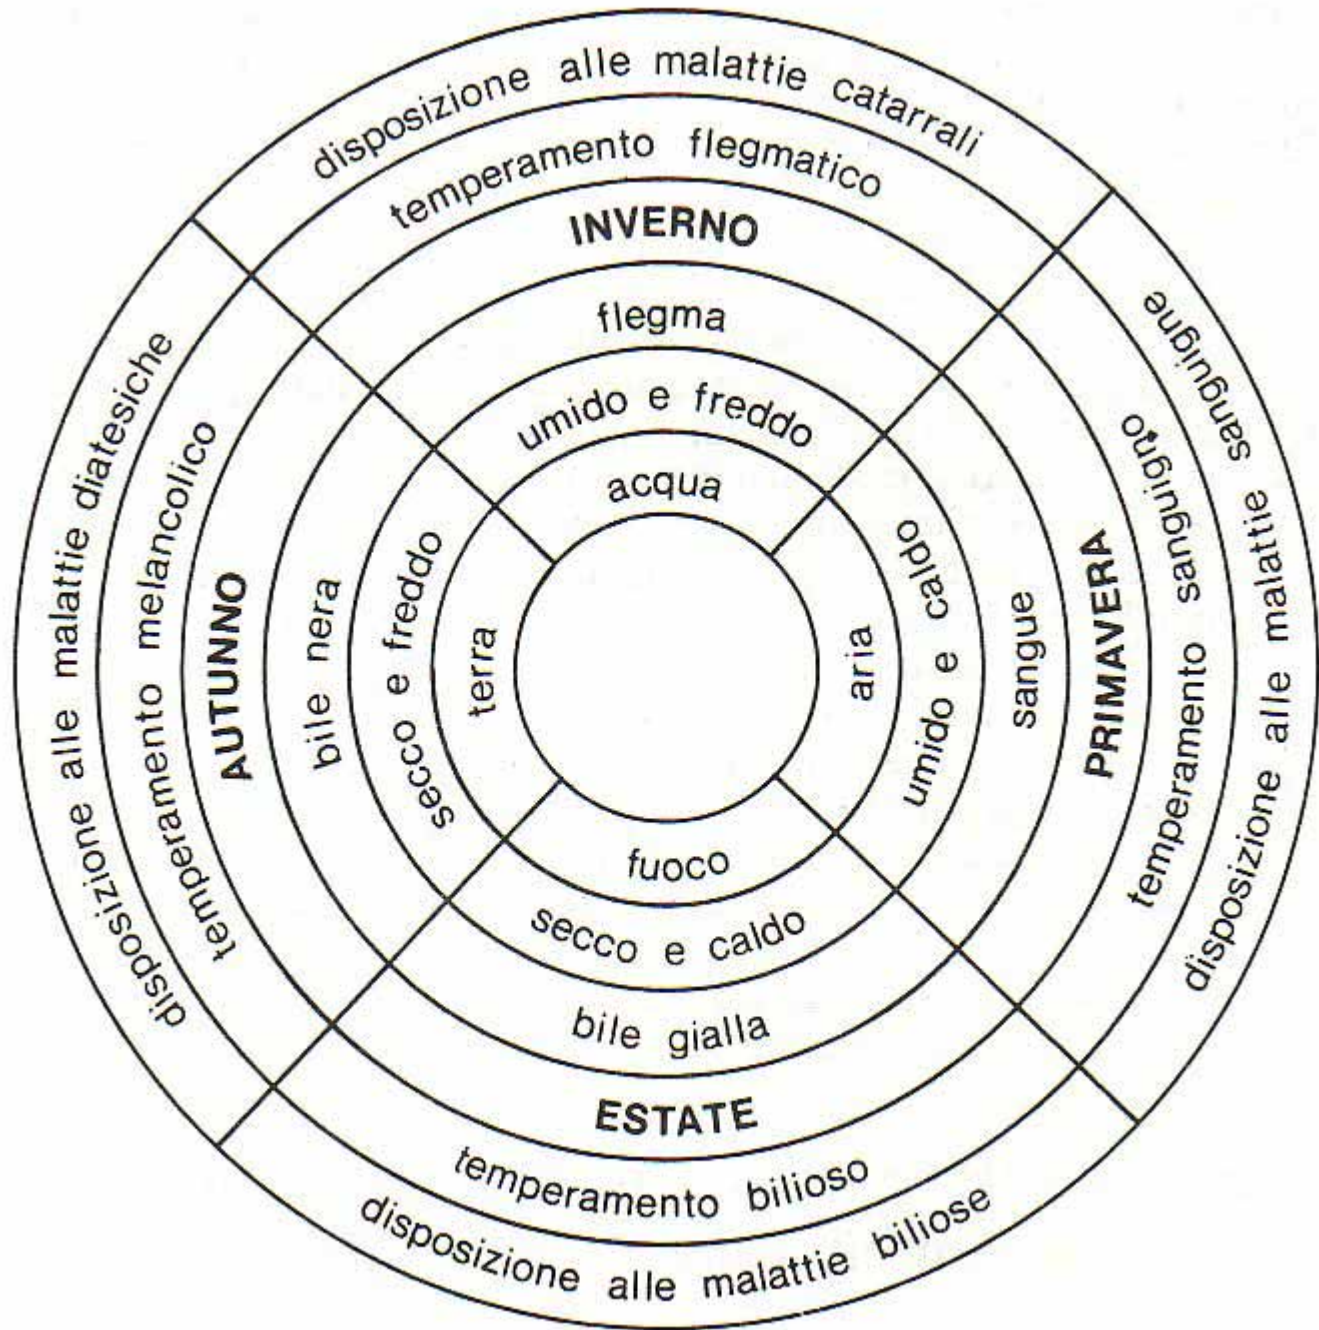 disposizione alle malattie catarrali
temperamento flegmatico
INVERNO
flegma
umido e freddo
acqua
disposizione alle malattie sanguigne
temperamento sanguigno
PRIMAVERA
sangue
umido e caldo
aria
fuoco
secco e caldo
bile gialla
ESTATE
temperamento bilioso
disposizione alle malattie biliose
disposizione alle malattie diatesiche
temperamento melancolico
AUTUNNO
bile nera
secco e freddo
terra